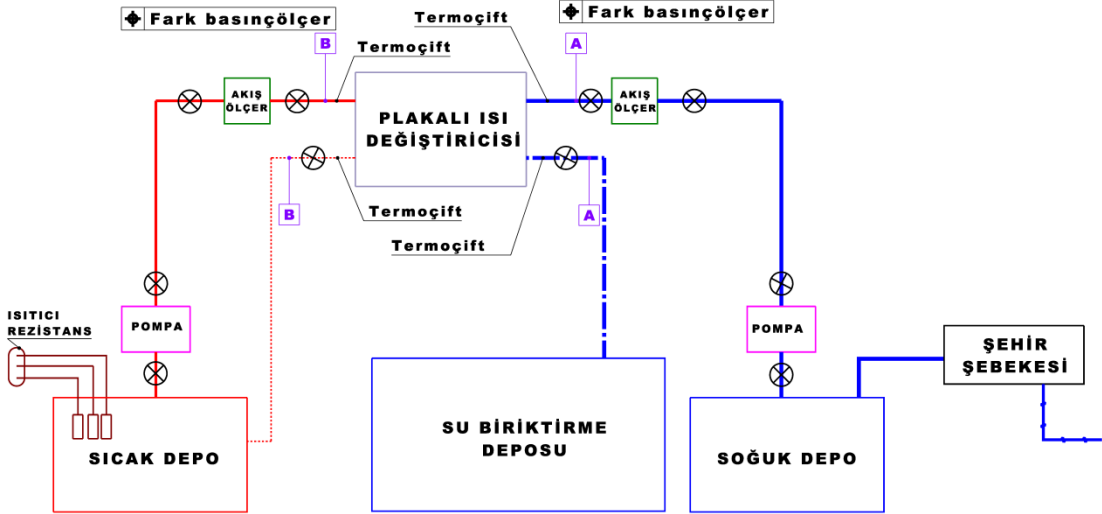 Fark basınçölçer
Fark basınçölçer
B
Termoçift
Termoçift
A
AKIŞ
ÖLÇER
PLAKALI ISI
DEĞİŞTİRİCİSİ
AKIŞ
ÖLÇER
B
Termoçift
A
Termoçift
ISITICI
REZİSTANS
POMPA
POMPA
ŞEHİR
ŞEBEKESİ
SICAK DEPO
SU BİRİKTİRME
DEPOSU
SOĞUK DEPO